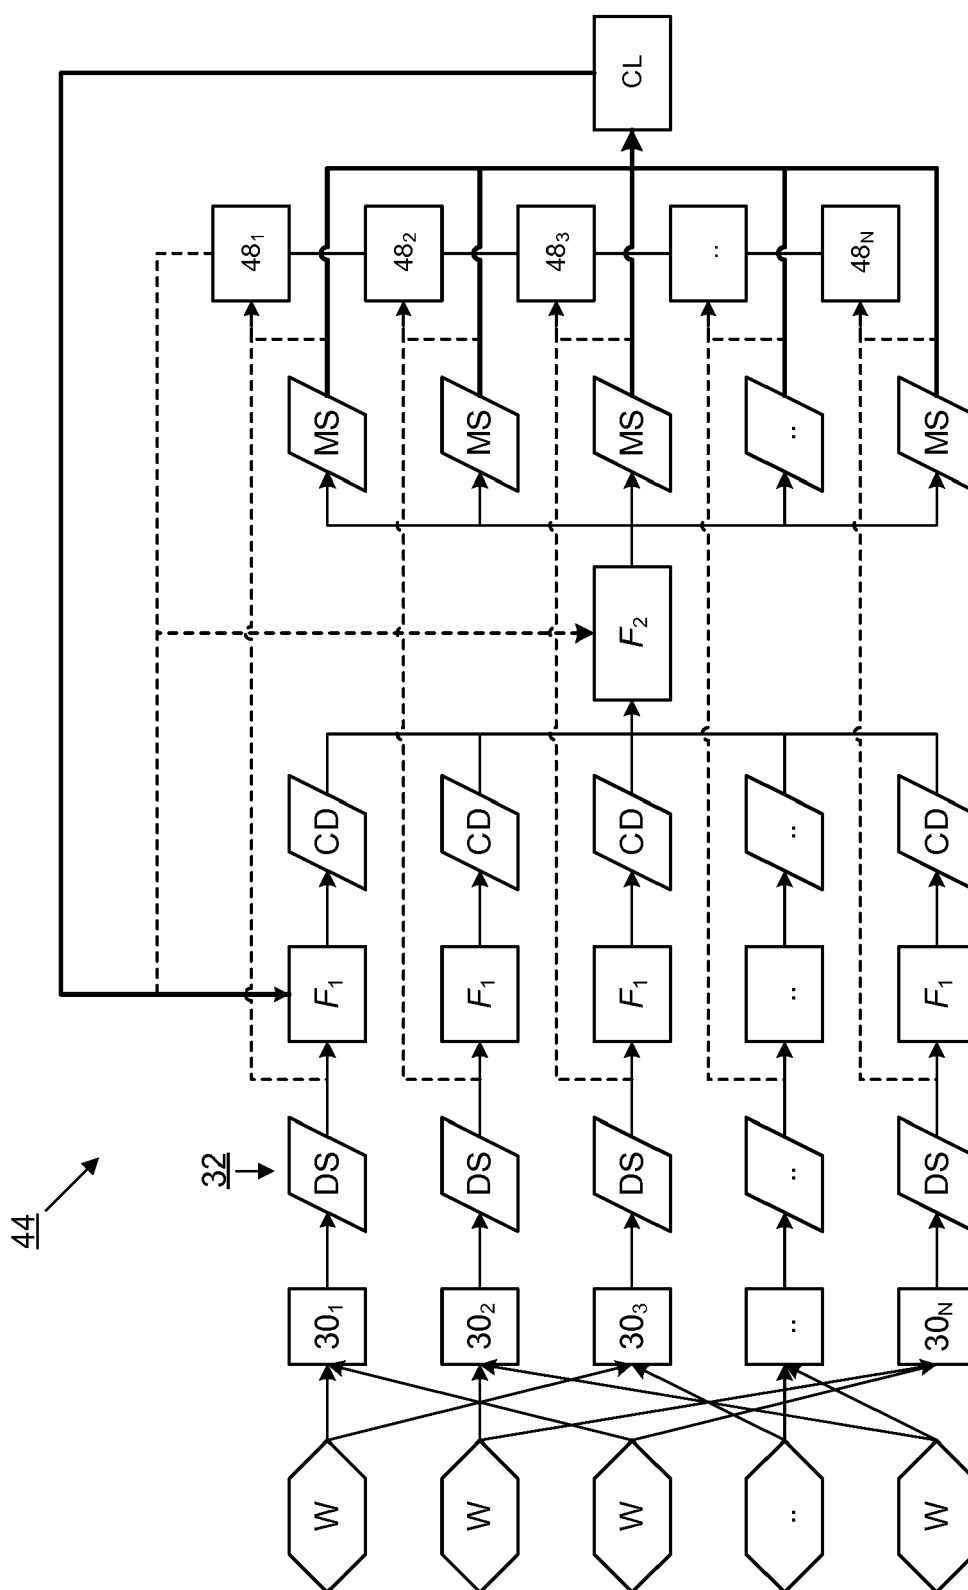 44
32
W
W
W
..
W
30₁
30₂
30₃
..
30N
DS
DS
DS
..
DS
F₁
F₁
F₁
..
F₁
CD
CD
CD
..
CD
F₂
MS
MS
MS
..
MS
48₁
48₂
48₃
..
48N
CL